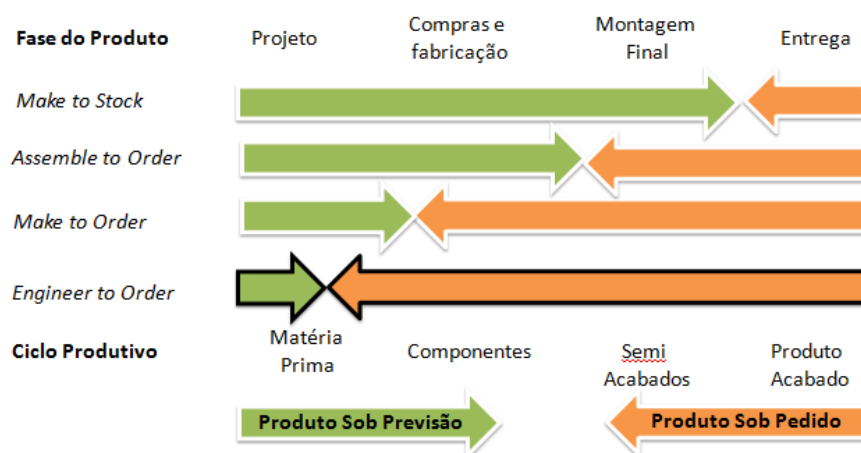 Fase do Produto
Projeto
Compras e
fabricação
Montagem
Final
Entrega
Make to Stock
Assemble to Order
Make to Order
Engineer to Order
Ciclo Produtivo
Matéria
Prima
Componentes
Semi
Acabados
Produto
Acabado
Produto Sob Previsão
Produto Sob Pedido